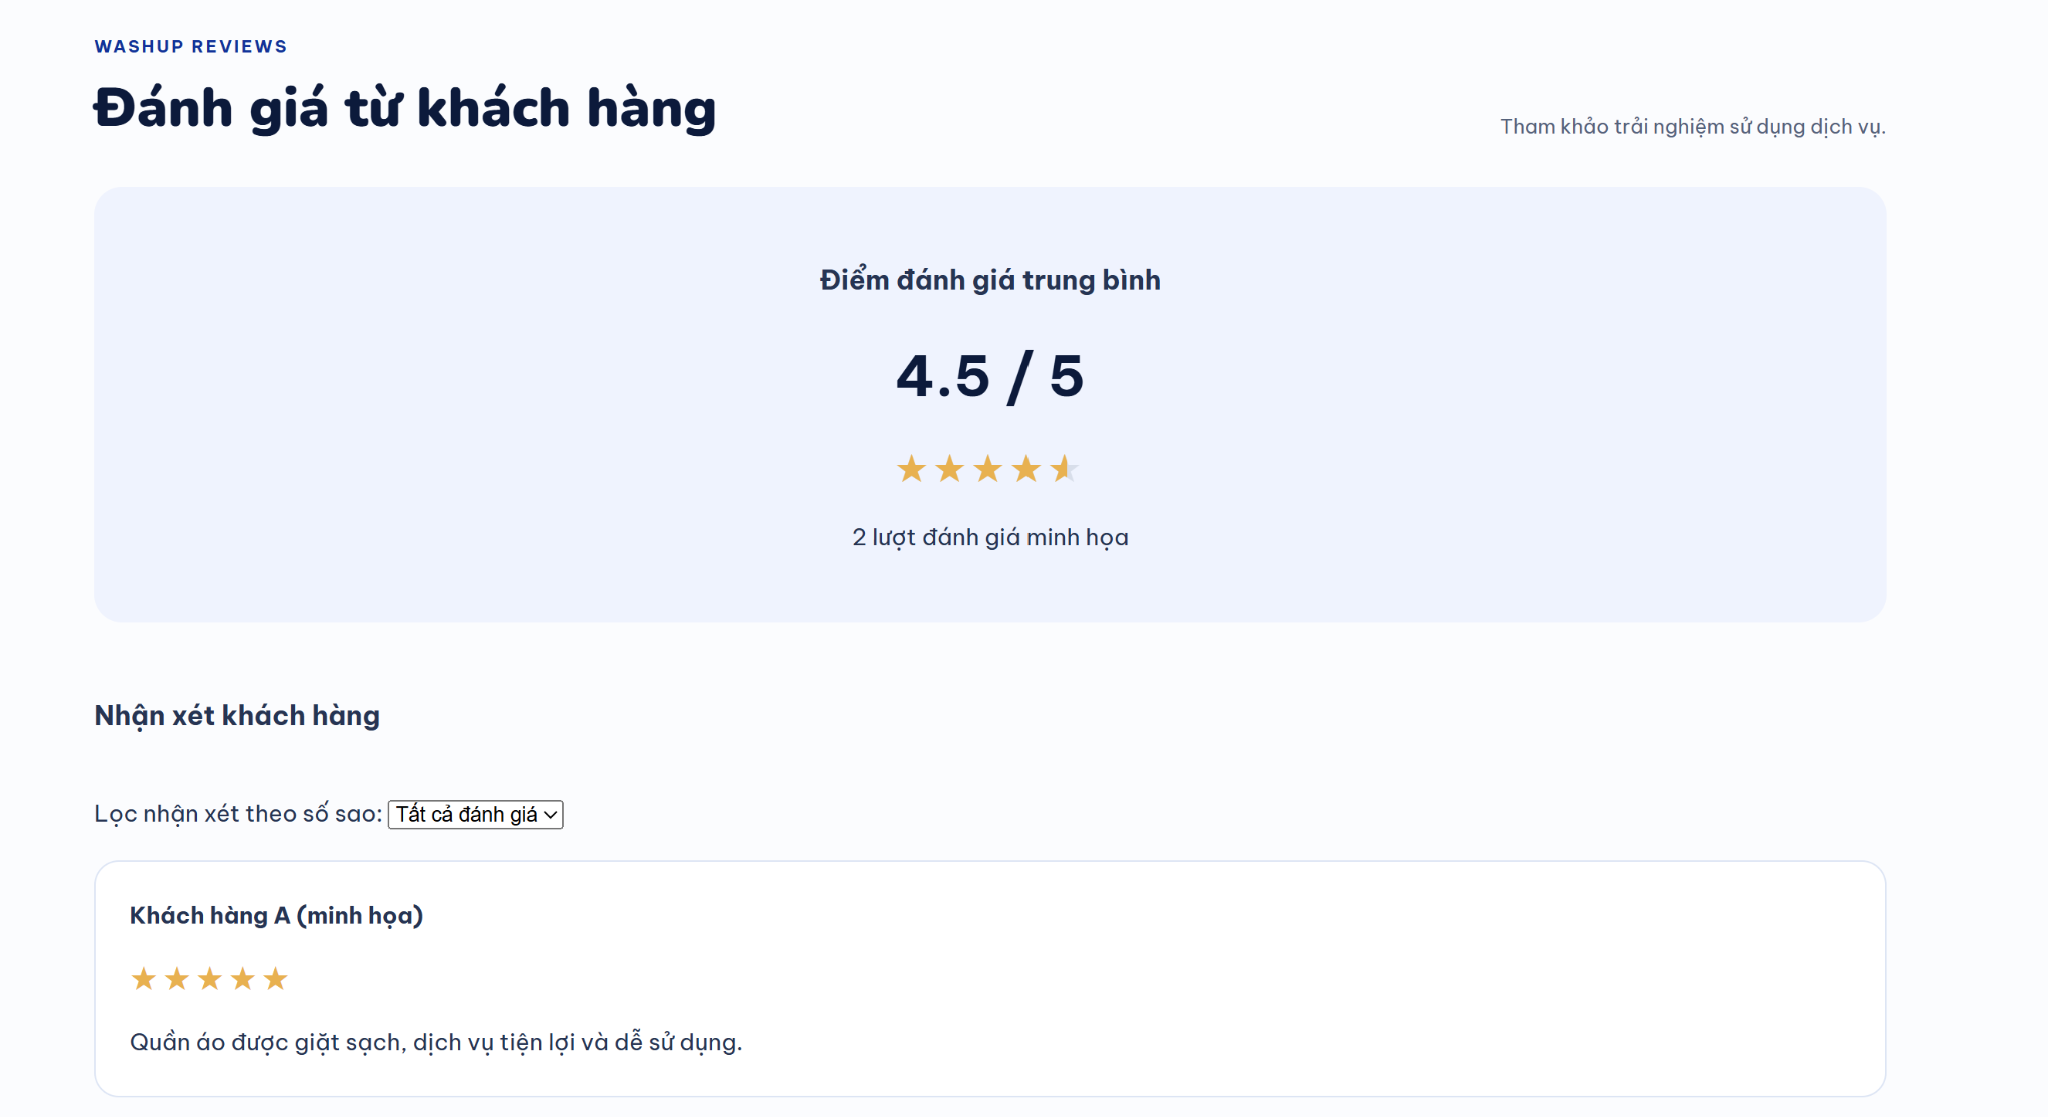 WASHUP REVIEWS
Đánh giá từ khách hàng
Tham khảo trải nghiệm sử dụng dịch vụ.
Điểm đánh giá trung bình
4.5 / 5
2 lượt đánh giá minh họa
Nhận xét khách hàng
Lọc nhận xét theo số sao: Tất cả đánh giá
Khách hàng A (minh họa)
Quần áo được giặt sạch, dịch vụ tiện lợi và dễ sử dụng.